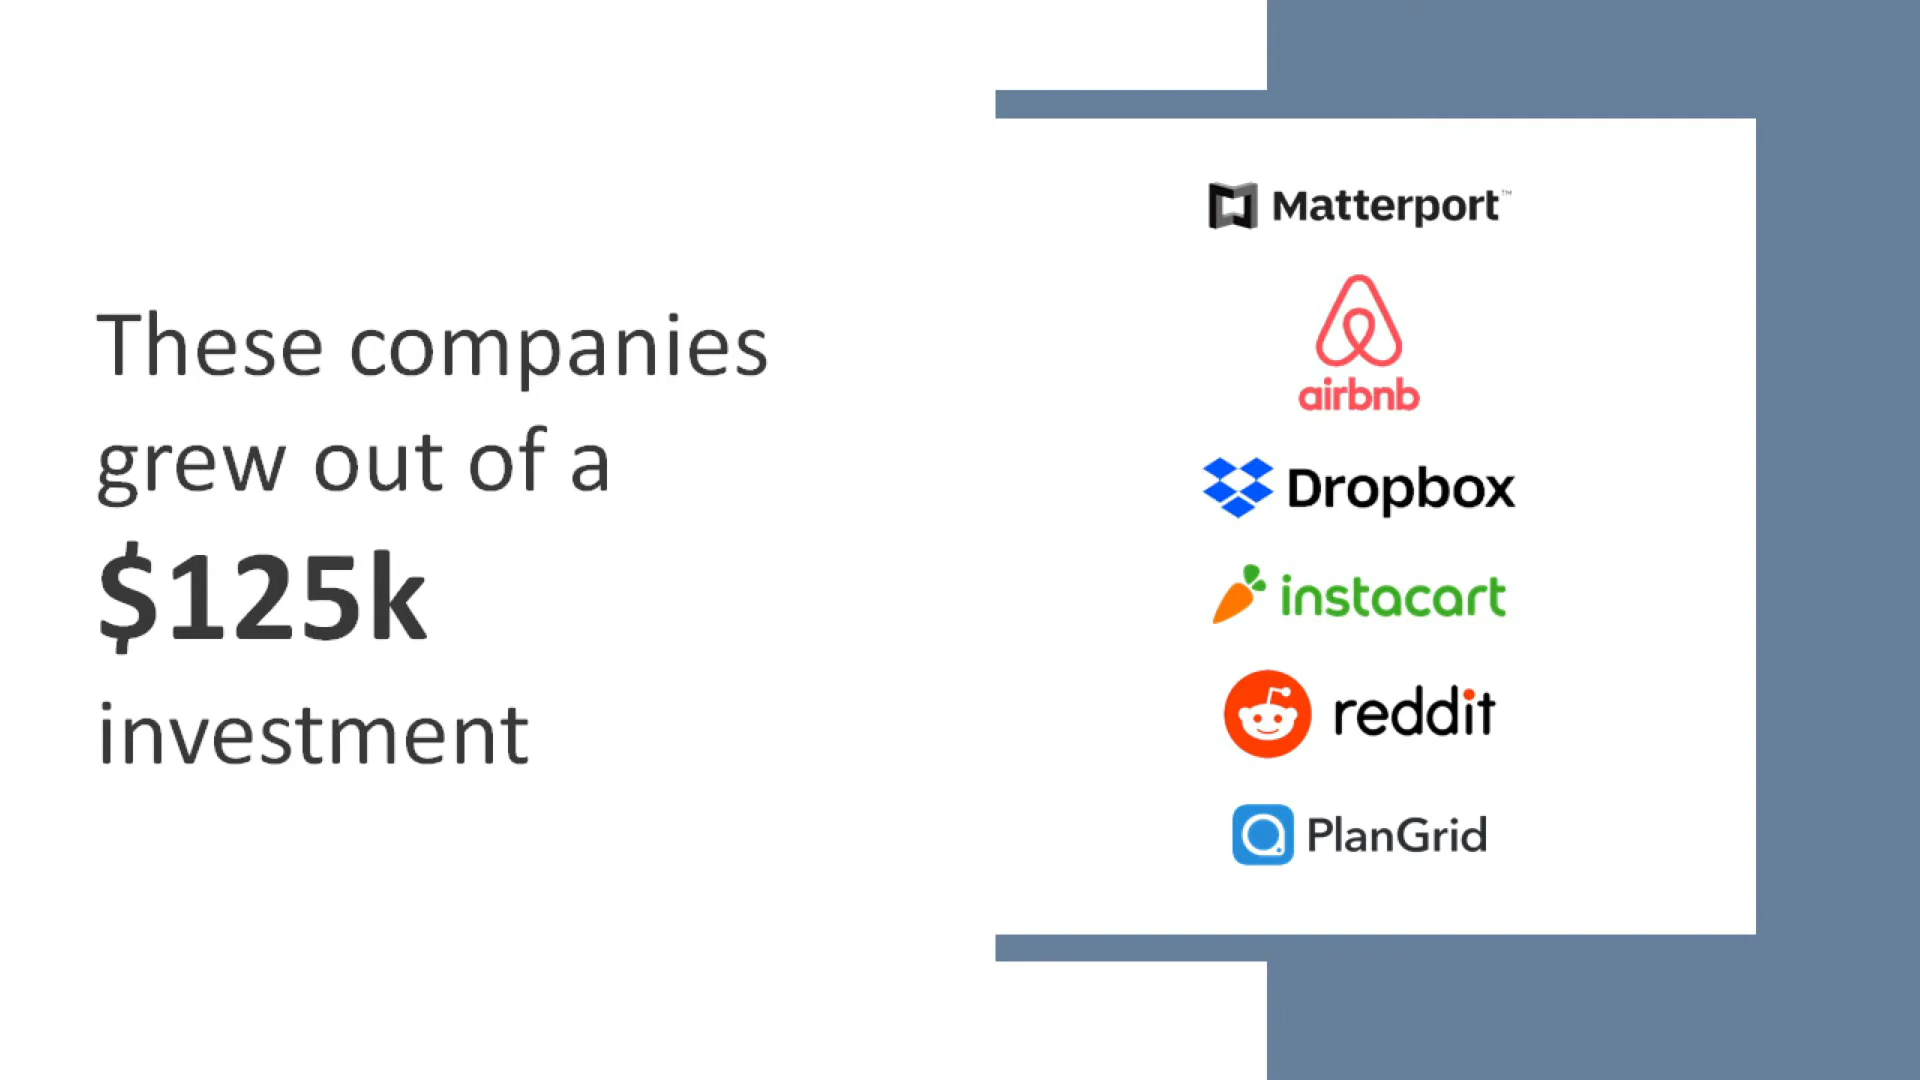 These companies
grew out of a
$125k
investment
Matterport™
airbnb
Dropbox
instacart
reddit
PlanGrid